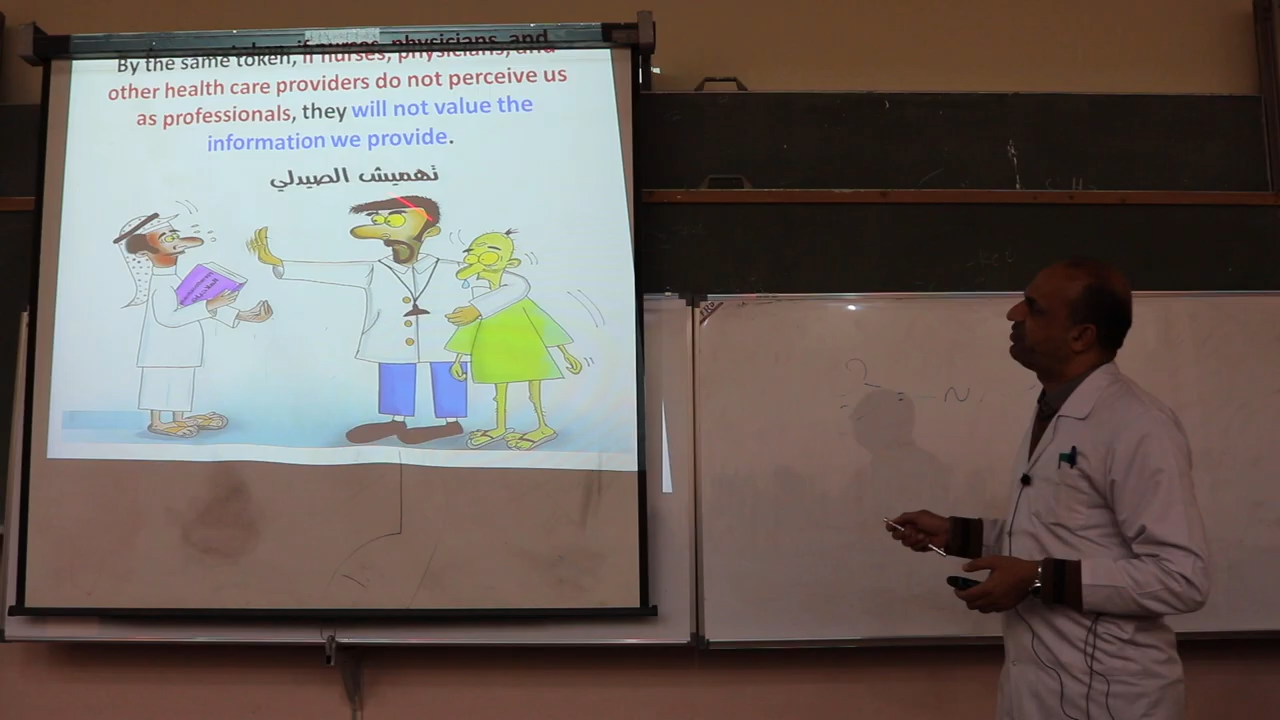 By the same token, if nurses, physicians, and
other health care providers do not perceive us
as professionals, they will not value the
information we provide.
تهميش الصيدلي